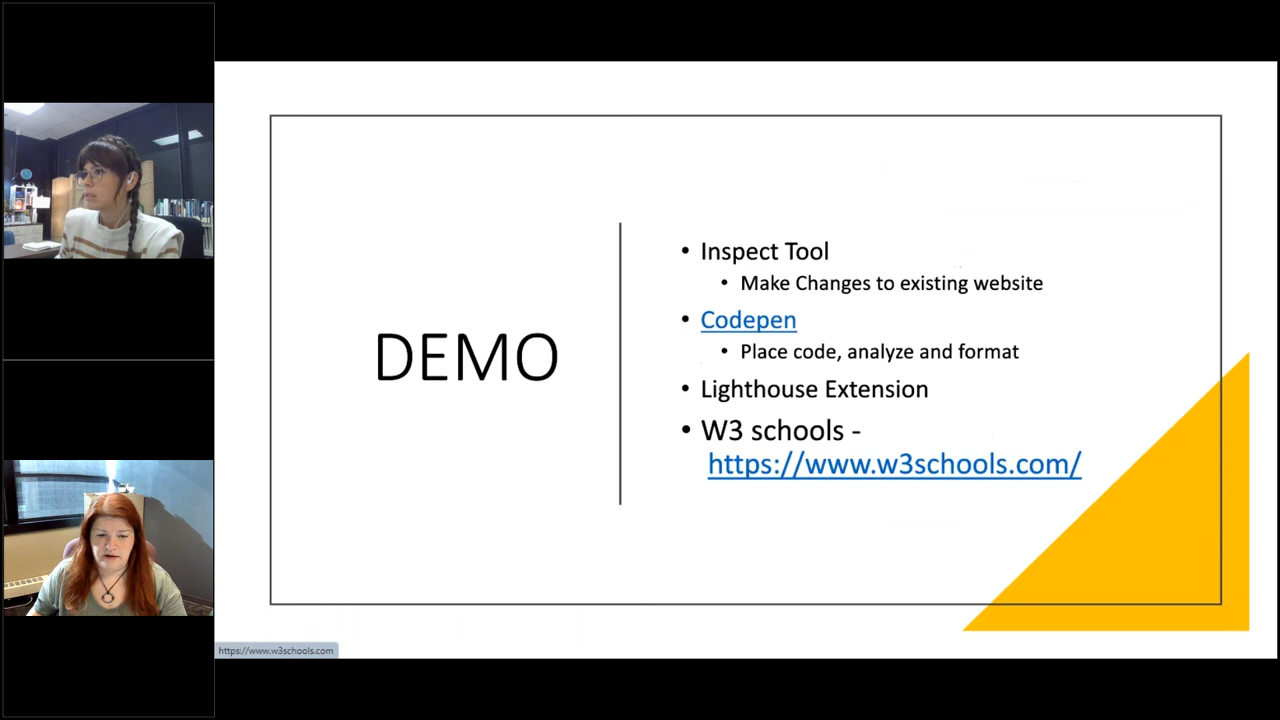 DEMO
• Inspect Tool
• Make Changes to existing website
• Codepen
• Place code, analyze and format
• Lighthouse Extension
• W3 schools -
https://www.w3schools.com/
https://www.w3schools.com